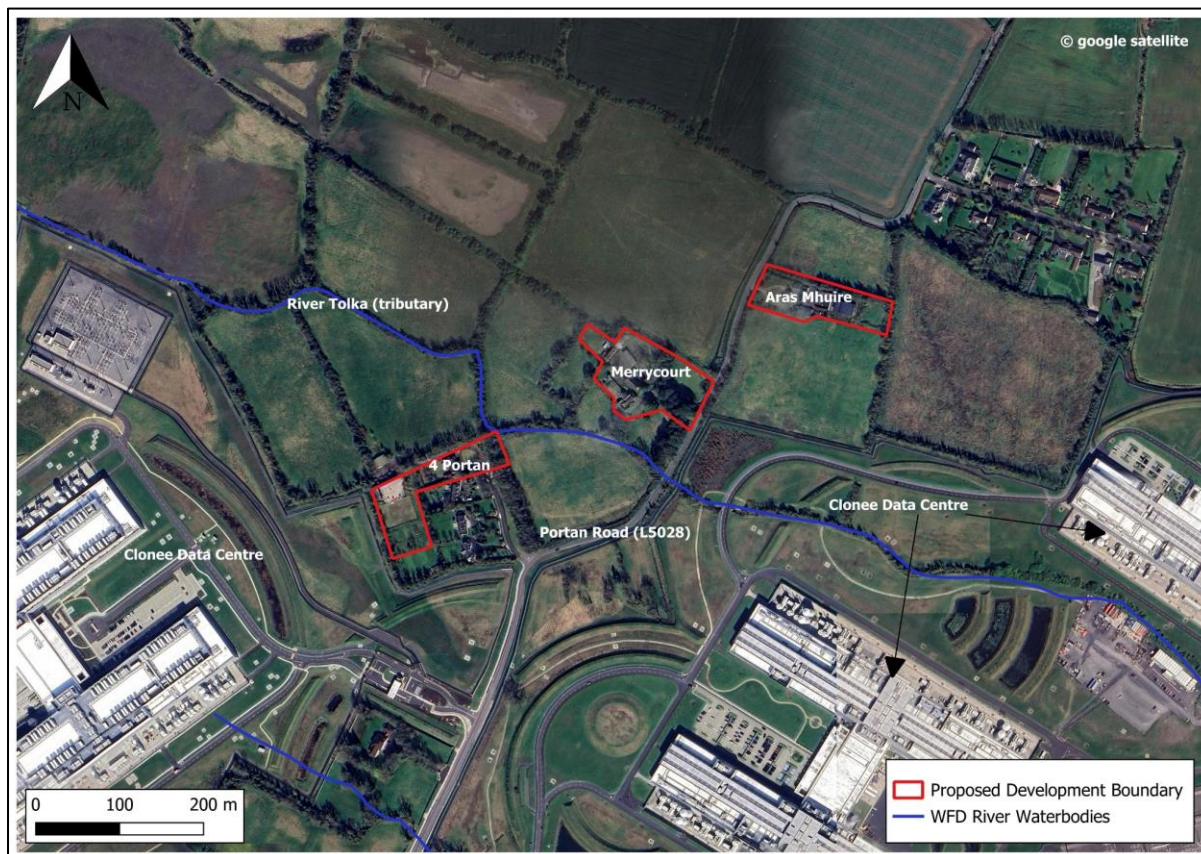 © google satellite
N
River Tolka (tributary)
Aras Mhuire
Merrycourt
4 Portan
Portan Road (L5028)
Clonee Data Centre
Clonee Data Centre
0 100 200 m
Proposed Development Boundary
WFD River Waterbodies